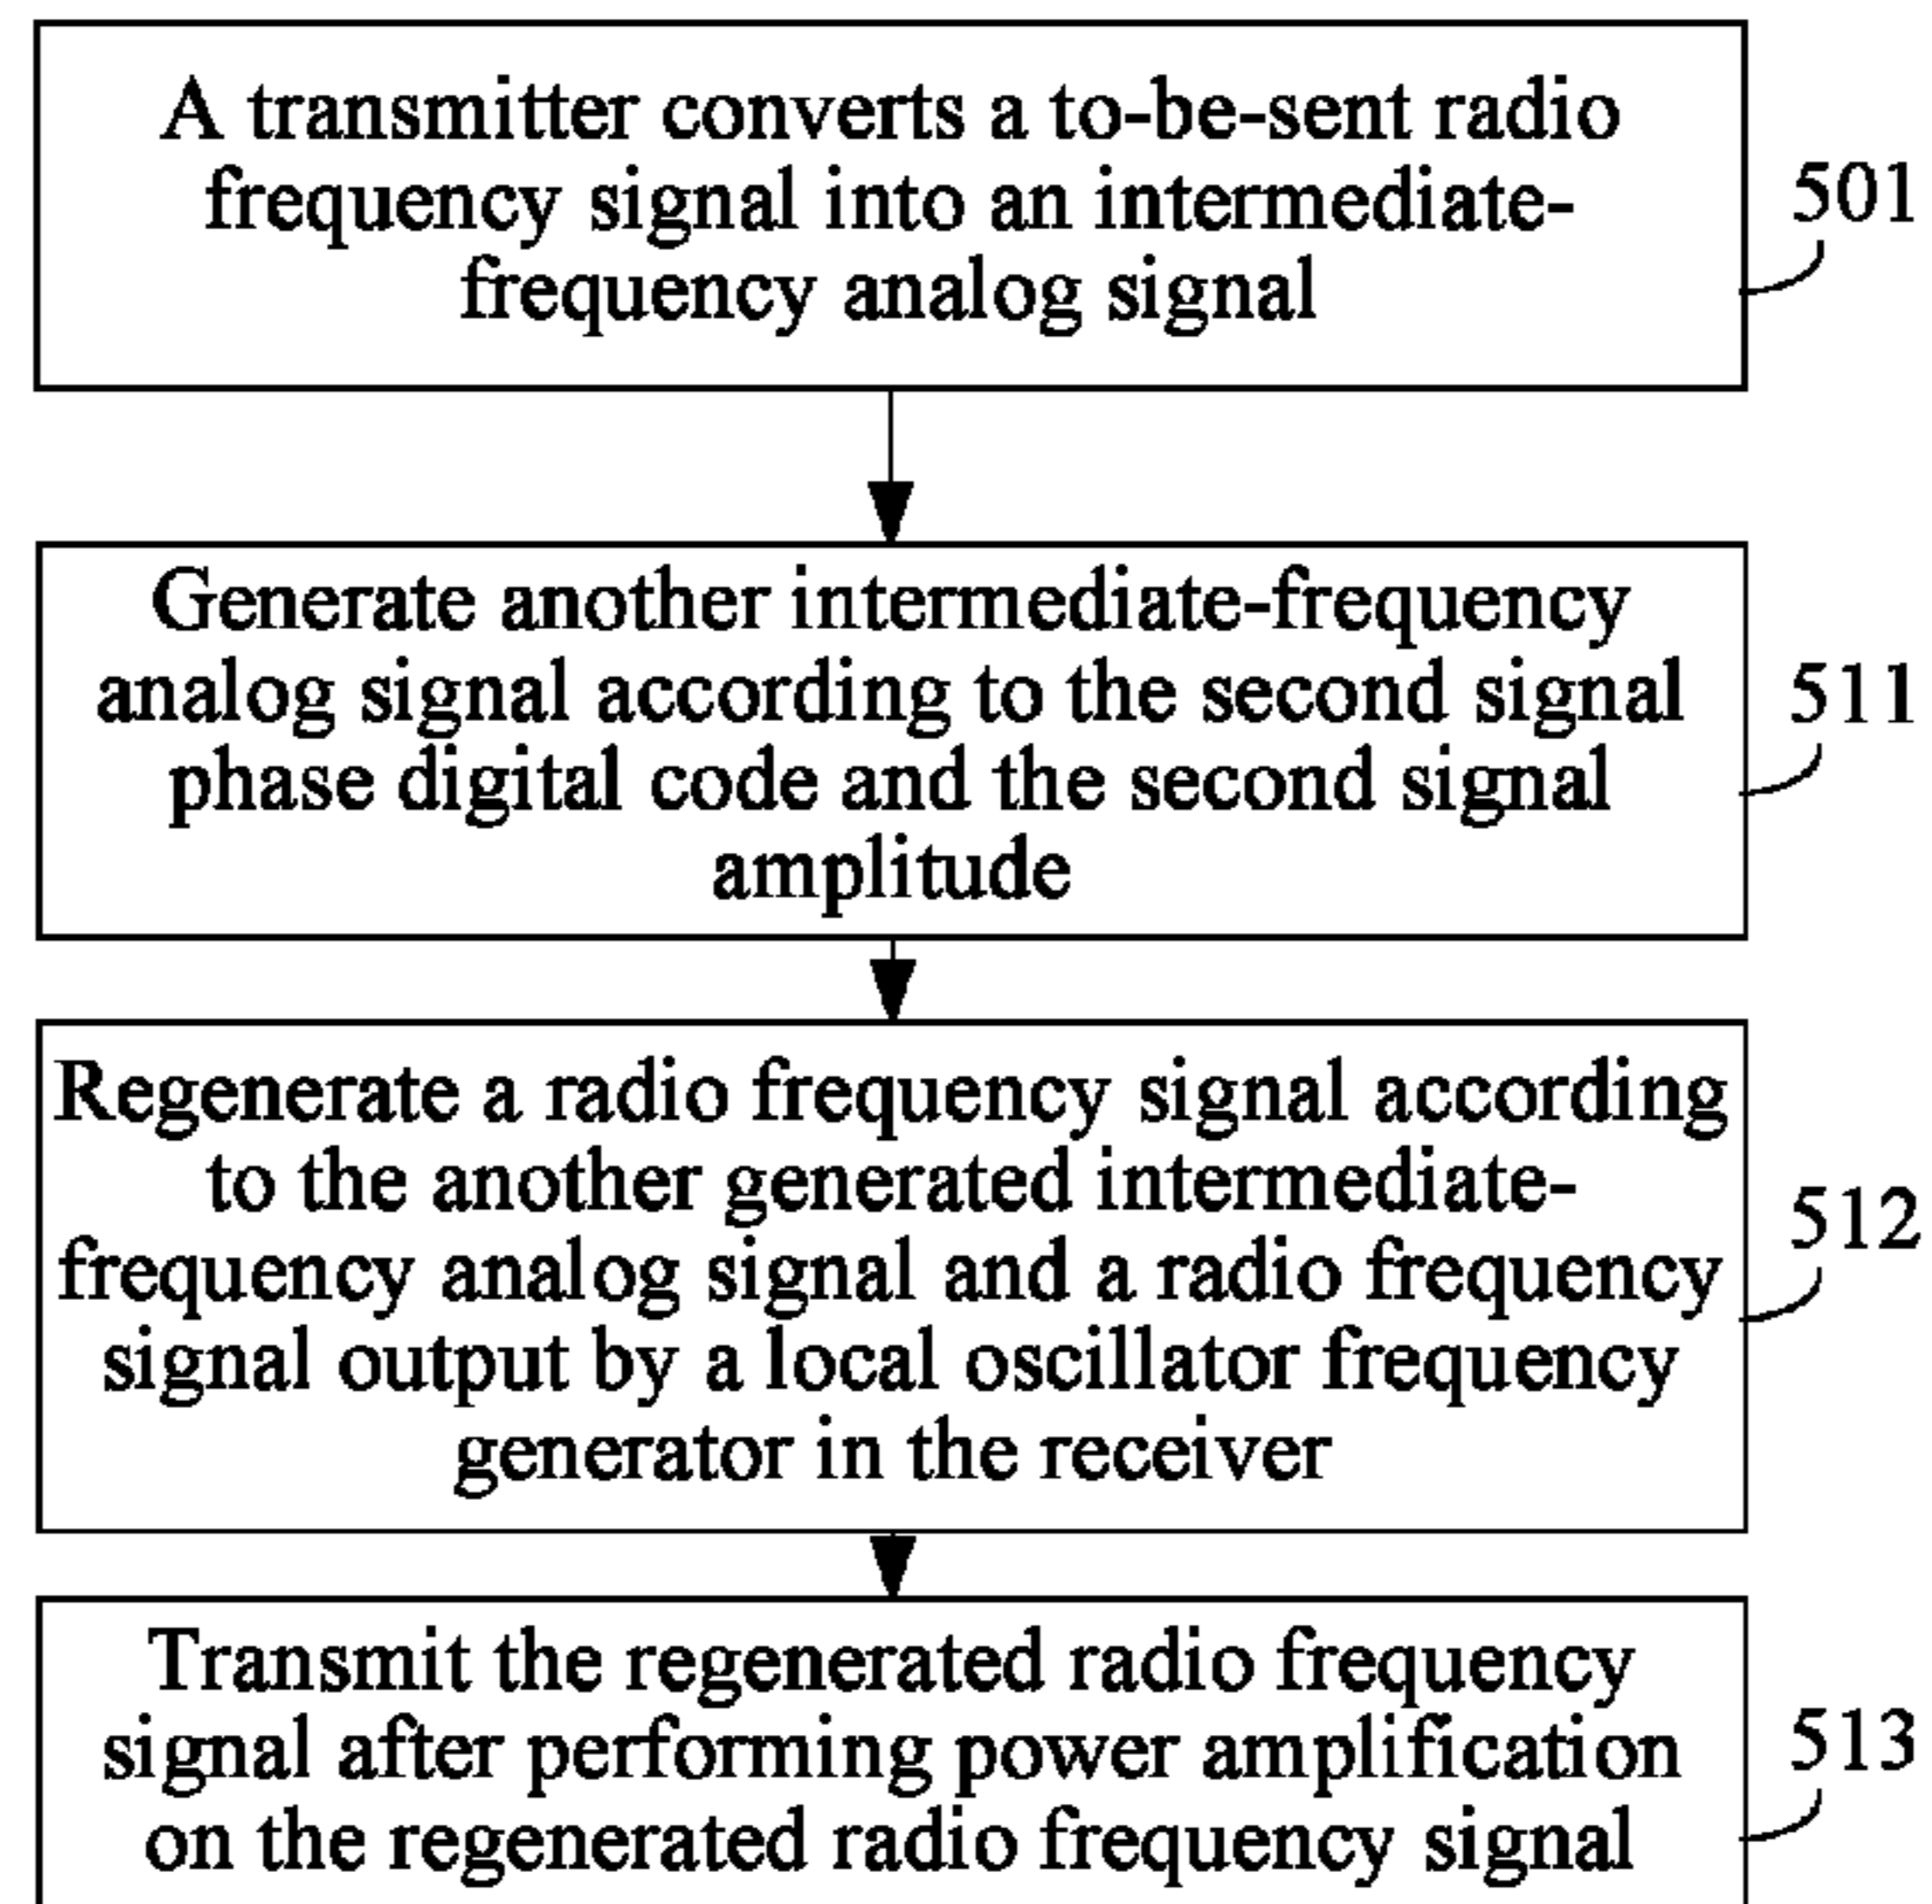 A transmitter converts a to-be-sent radio
frequency signal into an intermediate-
frequency analog signal
501
Generate another intermediate-frequency
analog signal according to the second signal
phase digital code and the second signal
amplitude
511
Regenerate a radio frequency signal according
to the another generated intermediate-
frequency analog signal and a radio frequency
signal output by a local oscillator frequency
generator in the receiver
512
Transmit the regenerated radio frequency
signal after performing power amplification
on the regenerated radio frequency signal
513